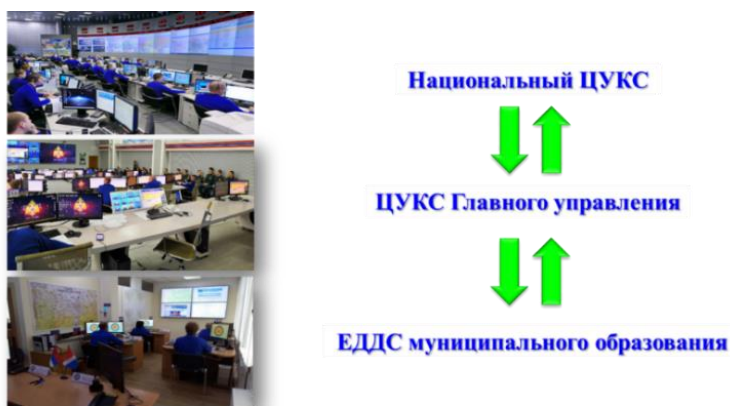 Национальный ЦУКС
ЦУКС Главного управления
ЕДДС муниципального образования